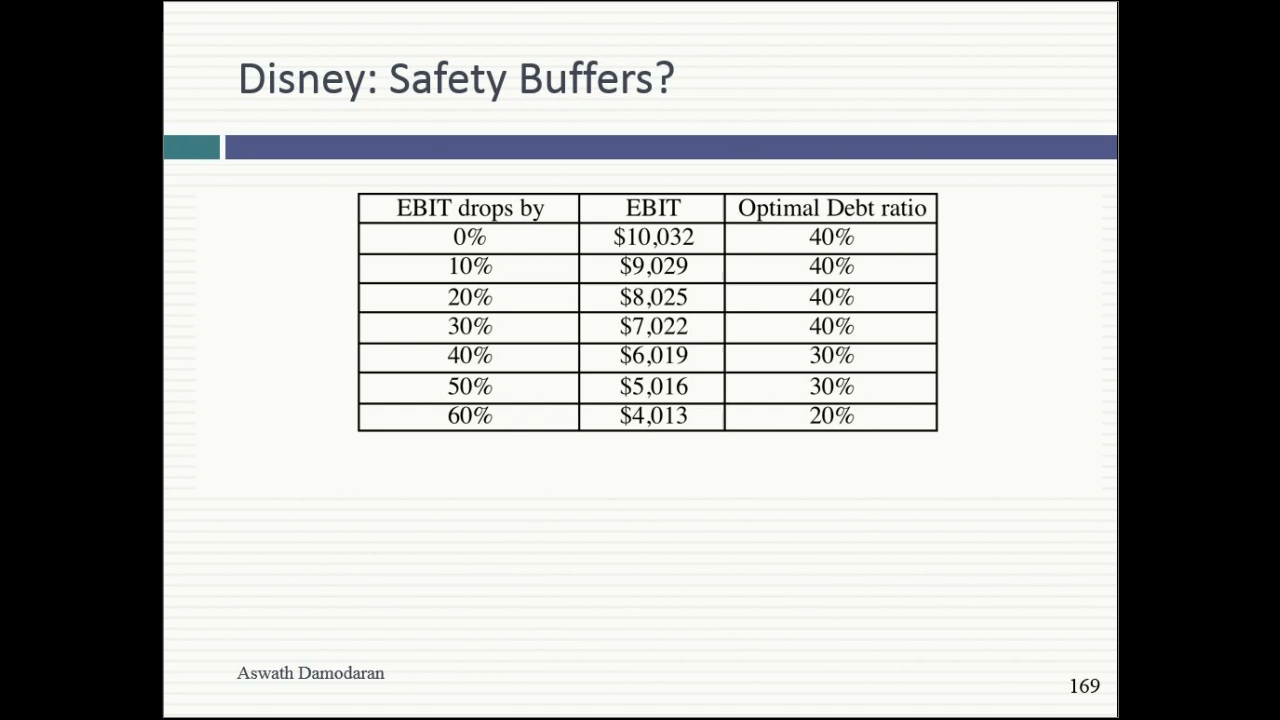 Disney: Safety Buffers?
EBIT drops by EBIT Optimal Debt ratio
0% $10,032 40%
10% $9,029 40%
20% $8,025 40%
30% $7,022 40%
40% $6,019 30%
50% $5,016 30%
60% $4,013 20%
Aswath Damodaran
169